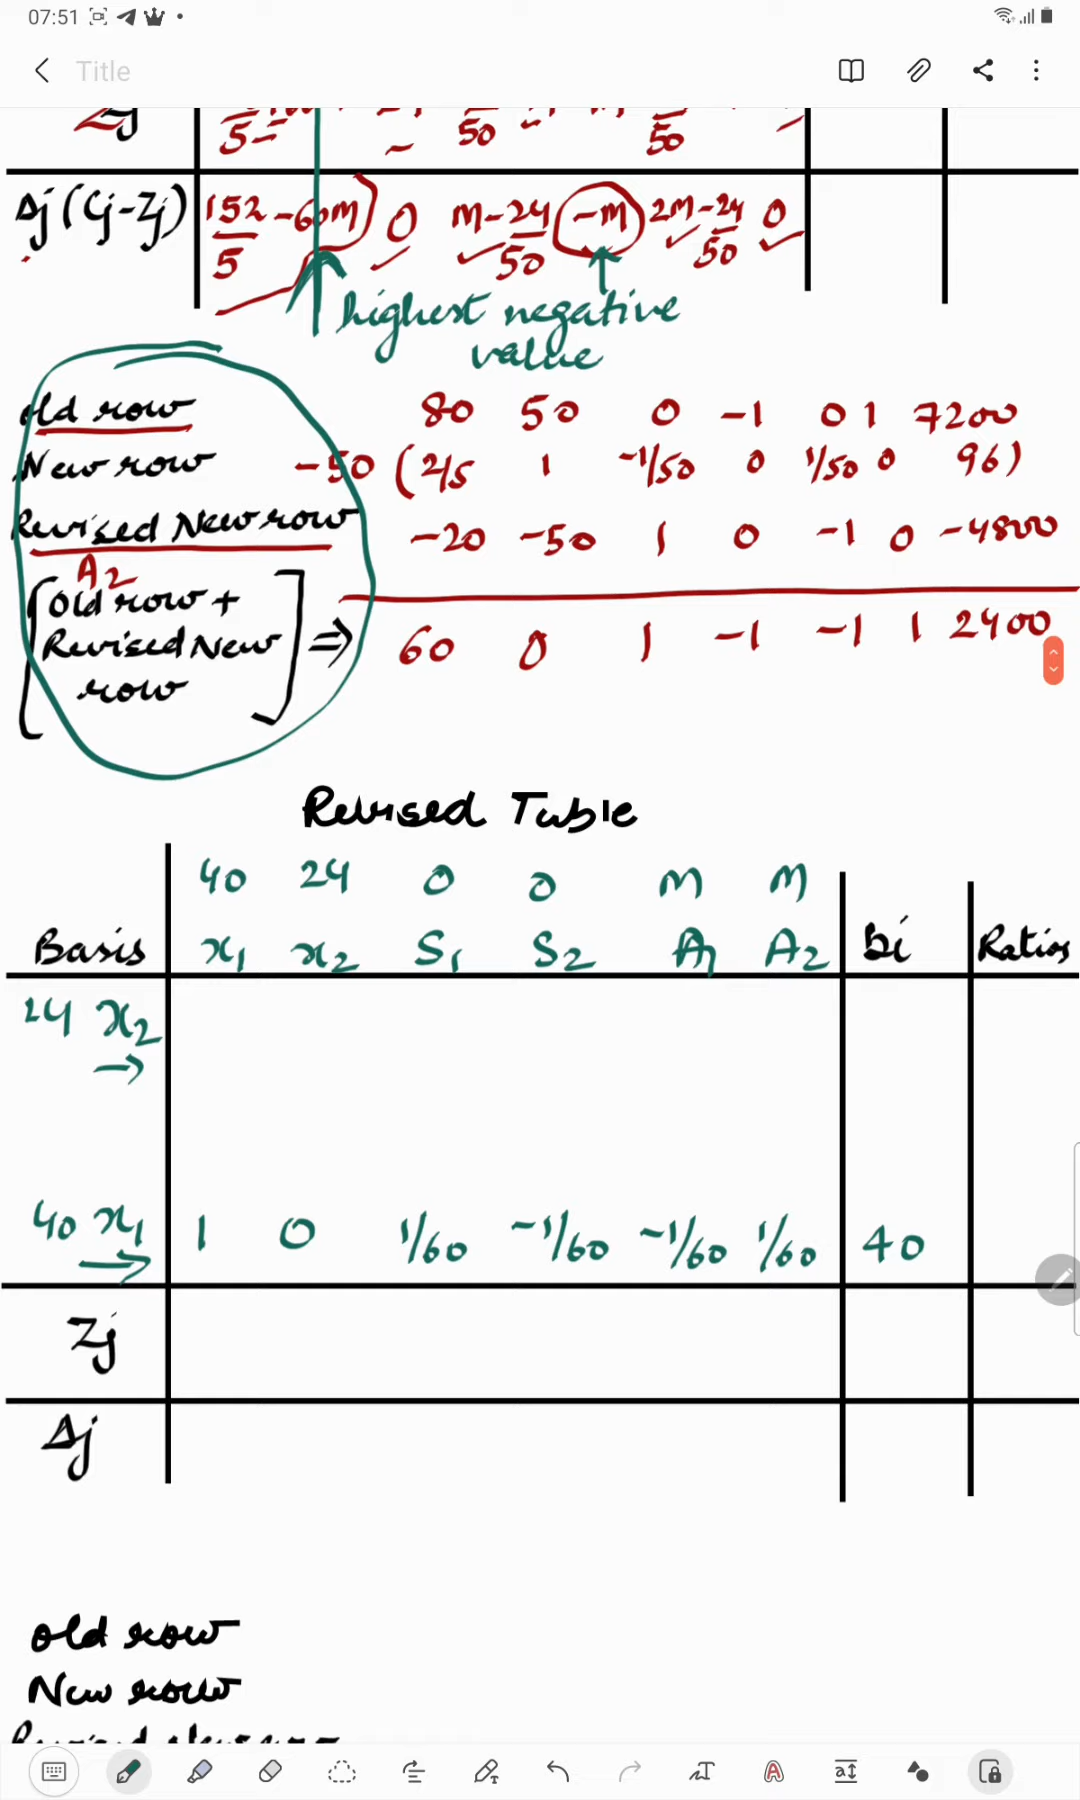 07:51
Title
Zj 5 50 50
Δj (Cj-Zj) 152/5 -60m 0 m-24/50 -m 2m-24/50 0
highest negative
value
old row 80 50 0 -1 0 1 7200
New row -50 (2/5 1 -1/50 0 1/50 0 96)
Revised New row -20 -50 1 0 -1 0 -4800
A2
[Old row +
Revised New
row] ⇒ 60 0 1 -1 -1 1 2400
Revised Table
40 24 0 0 m m
Basis x1 x2 S1 S2 A1 A2 bi Ratios
24 x2
→
40 x1 1 0 1/60 -1/60 -1/60 1/60 40
→
Zj
Δj
old row
New row